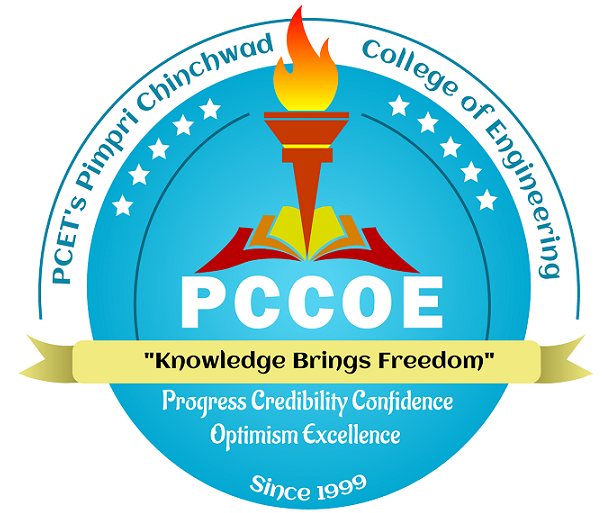 PCET's Pimpri Chinchwad College of Engineering
PCCOE
"Knowledge Brings Freedom"
Progress Credibility Confidence
Optimism Excellence
Since 1999